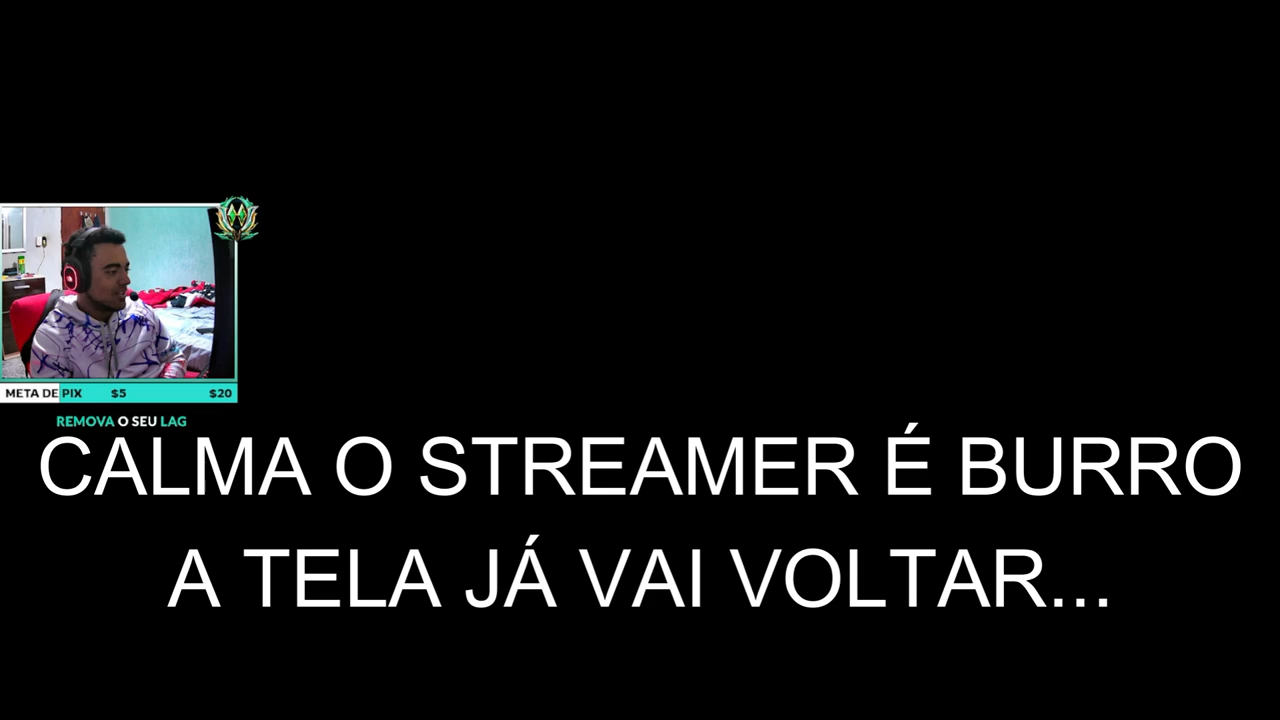 META DE PIX $5 $20
REMOVA O SEU LAG
CALMA O STREAMER É BURRO
A TELA JÁ VAI VOLTAR...